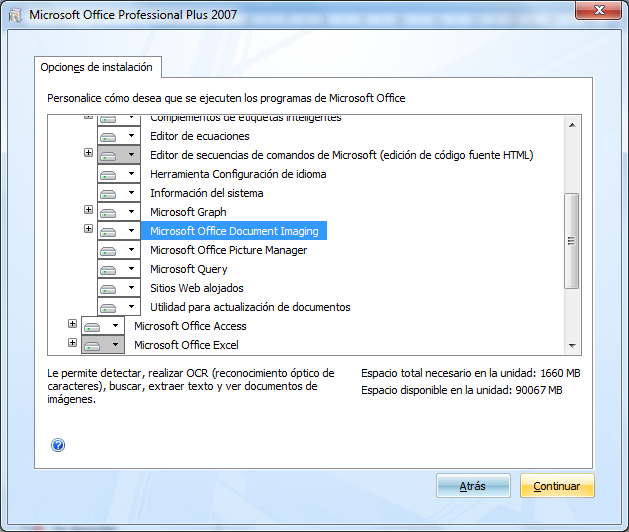 Microsoft Office Professional Plus 2007
Opciones de instalación
Personalice cómo desea que se ejecuten los programas de Microsoft Office
Complementos de etiquetas inteligentes
Editor de ecuaciones
Editor de secuencias de comandos de Microsoft (edición de código fuente HTML)
Herramienta Configuración de idioma
Información del sistema
Microsoft Graph
Microsoft Office Document Imaging
Microsoft Office Picture Manager
Microsoft Query
Sitios Web alojados
Utilidad para actualización de documentos
Microsoft Office Access
Microsoft Office Excel
Le permite detectar, realizar OCR (reconocimiento óptico de
caracteres), buscar, extraer texto y ver documentos de
imágenes.
Espacio total necesario en la unidad: 1660 MB
Espacio disponible en la unidad: 90067 MB
Atrás
Continuar